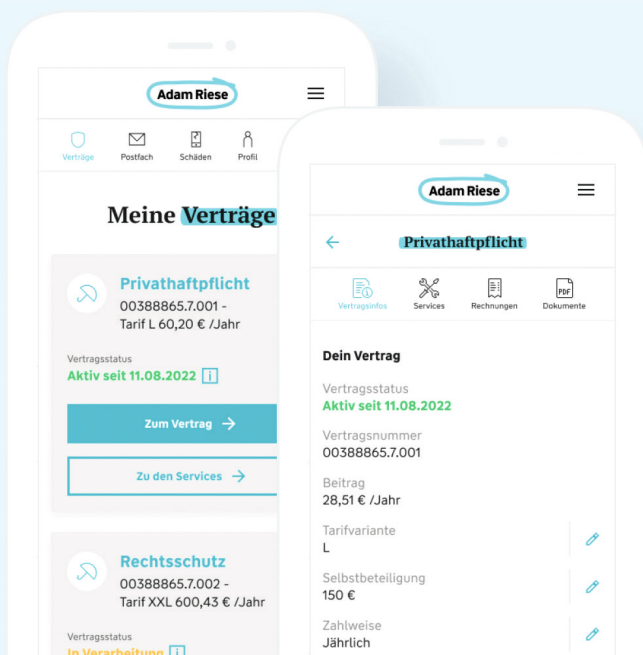 Adam Riese
Verträge Postfach Schäden Profil
Meine Verträge
Privathaftpflicht
00388865.7.001 -
Tarif L 60,20 € /Jahr
Vertragsstatus
Aktiv seit 11.08.2022
Zum Vertrag
Zu den Services
Rechtsschutz
00388865.7.002 -
Tarif XXL 600,43 € /Jahr
Vertragsstatus
In Verarbeitung
Adam Riese
Privathaftpflicht
PDF
Vertragsinfos Services Rechnungen Dokumente
Dein Vertrag
Vertragsstatus
Aktiv seit 11.08.2022
Vertragsnummer
00388865.7.001
Beitrag
28,51 € /Jahr
Tarifvariante
L
Selbstbeteiligung
150 €
Zahlweise
Jährlich